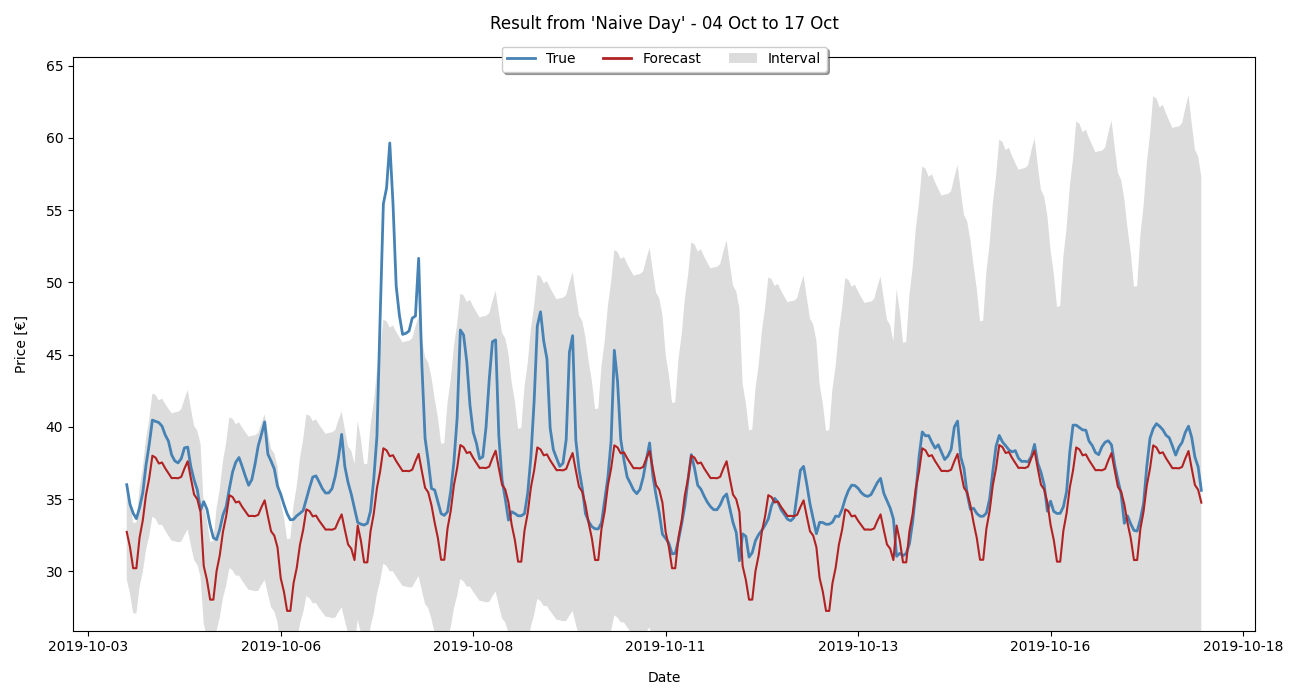 Result from 'Naive Day' - 04 Oct to 17 Oct
True Forecast Interval
65
60
55
50
45
40
35
30
Price [€]
2019-10-03 2019-10-06 2019-10-08 2019-10-11 2019-10-13 2019-10-16 2019-10-18
Date